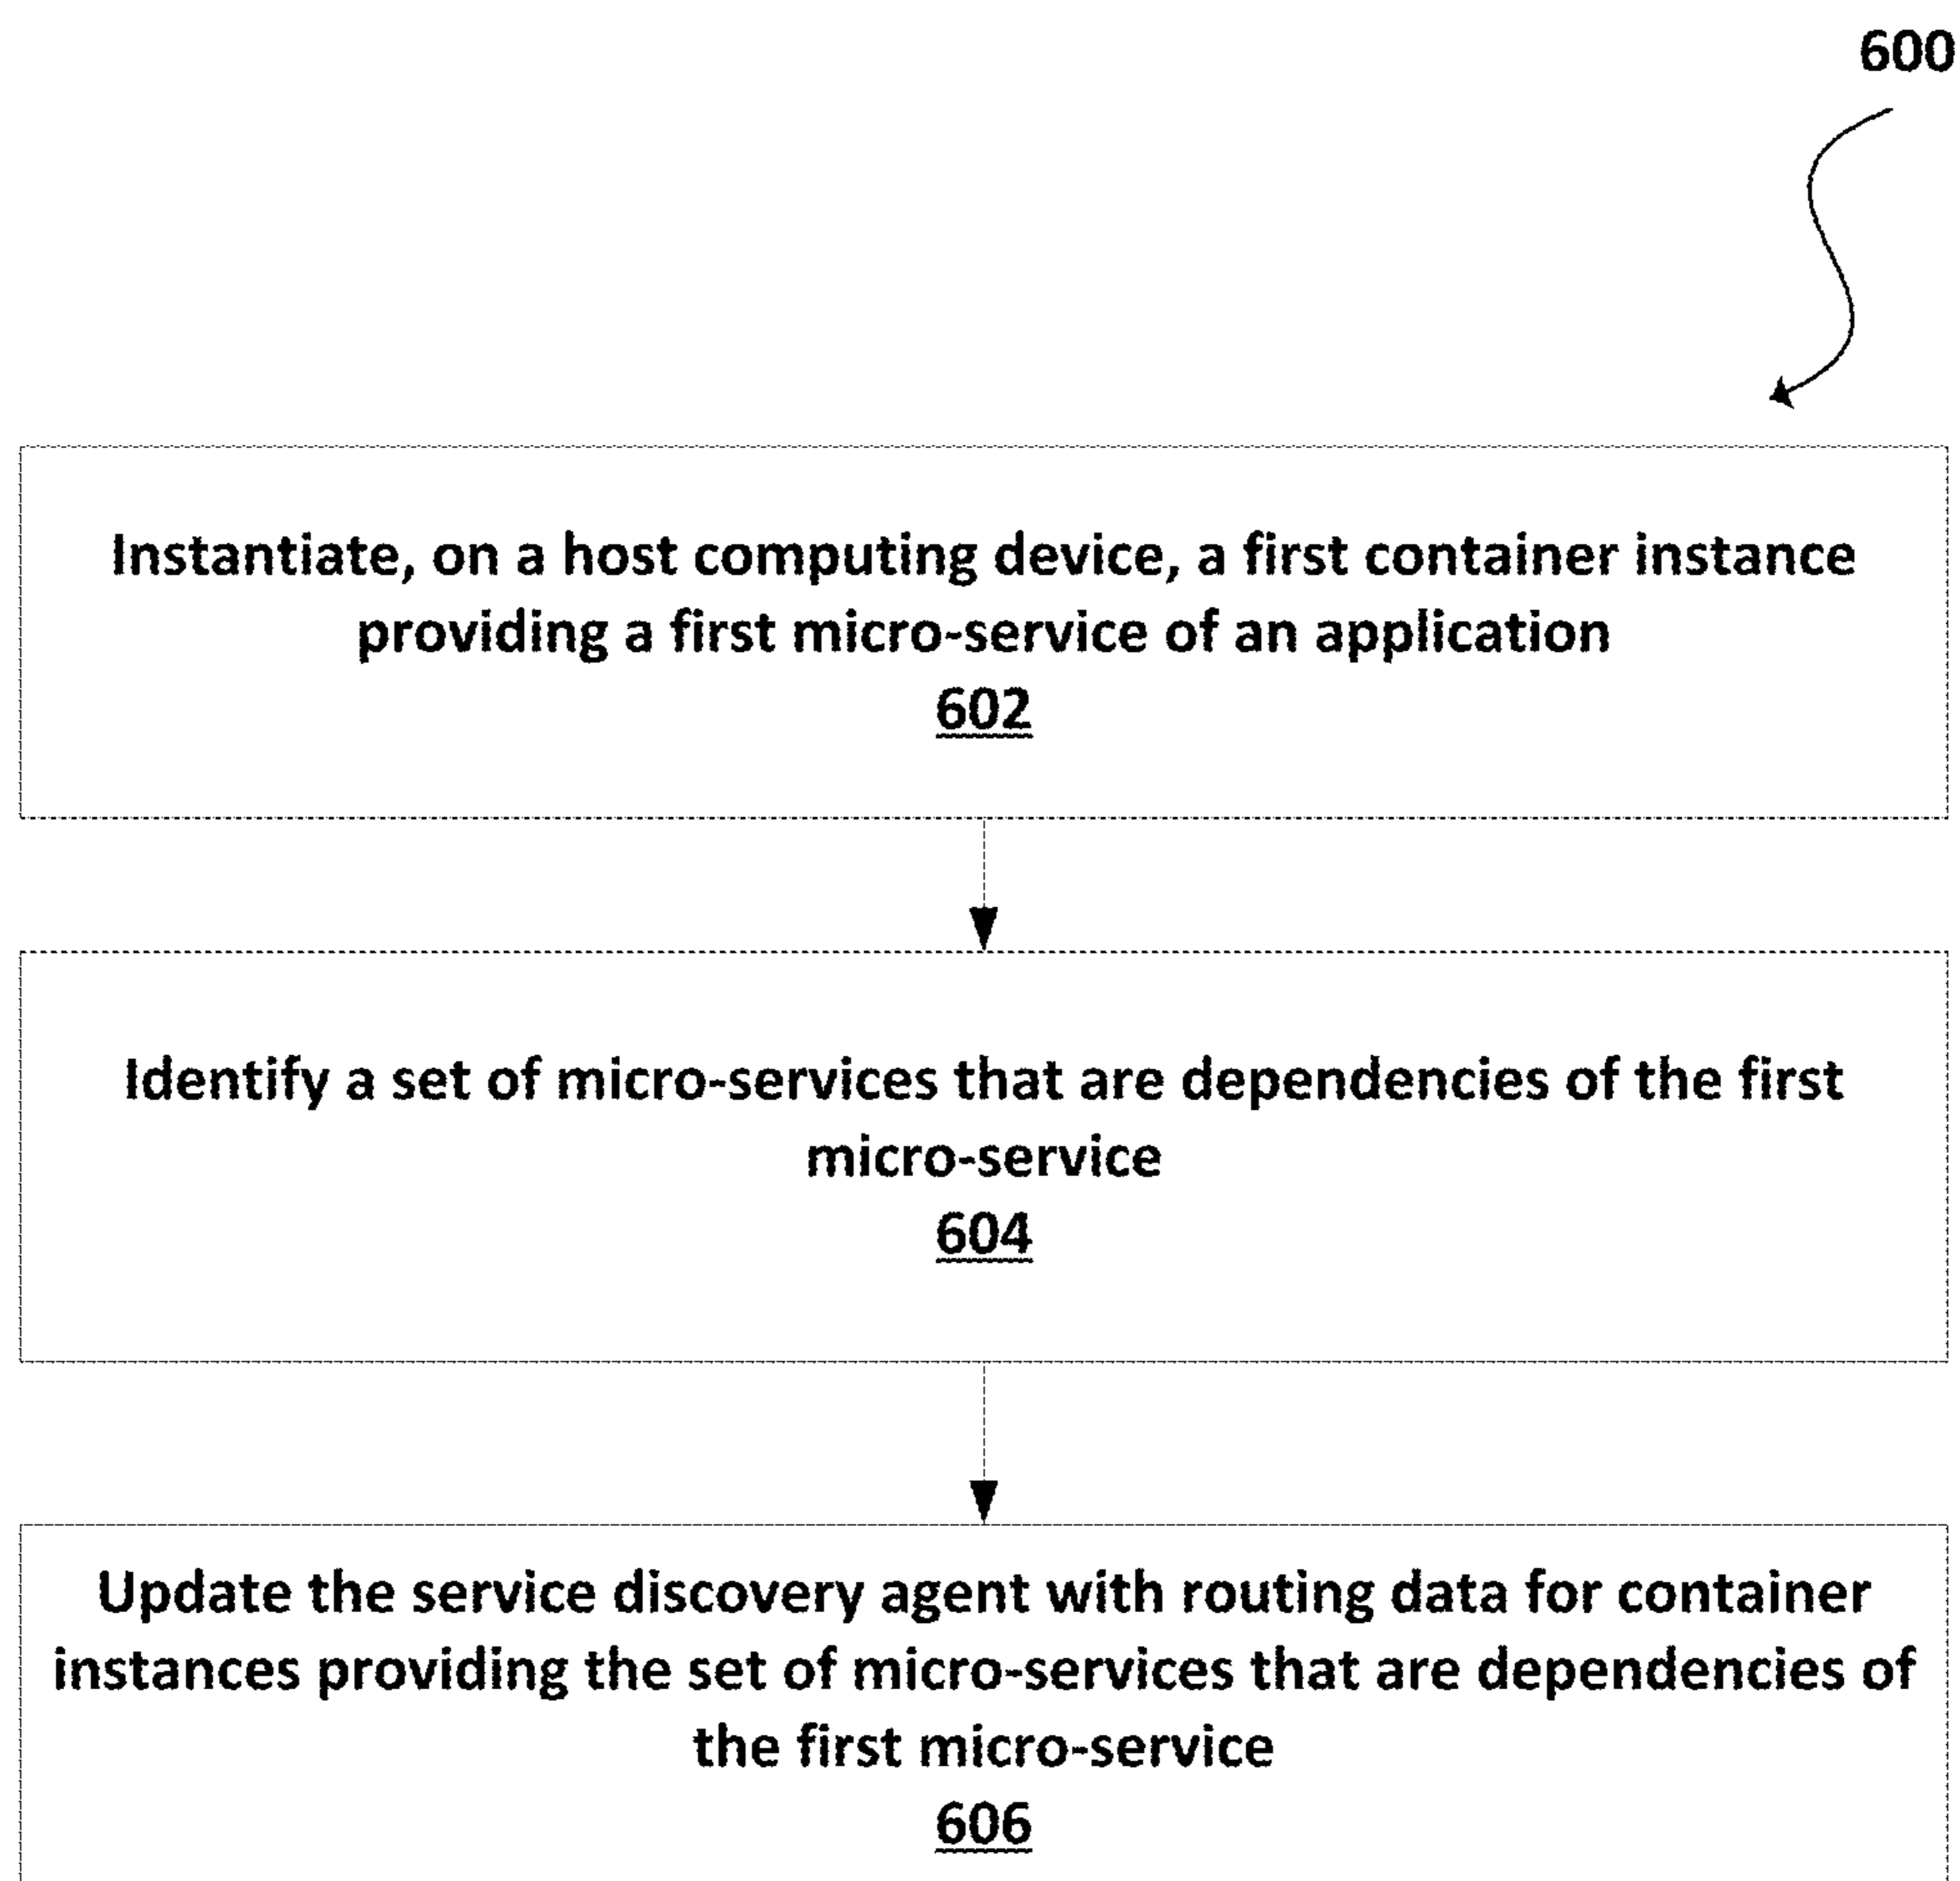 600
Instantiate, on a host computing device, a first container instance
providing a first micro-service of an application
602
Identify a set of micro-services that are dependencies of the first
micro-service
604
Update the service discovery agent with routing data for container
instances providing the set of micro-services that are dependencies of
the first micro-service
606